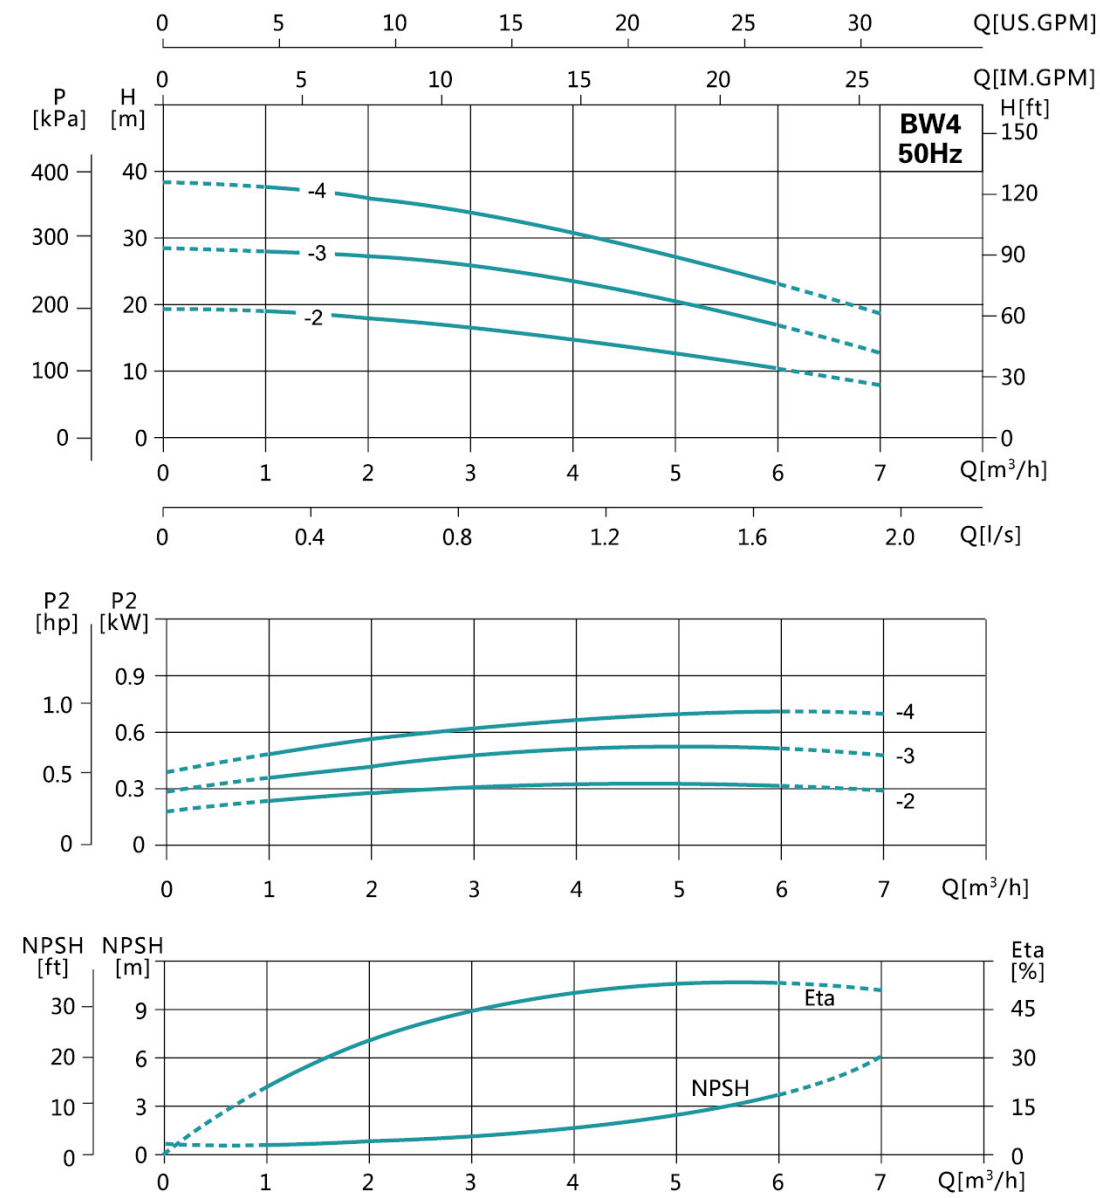 0 5 10 15 20 25 30 Q[US.GPM]
0 5 10 15 20 25 Q[IM.GPM]
P H H[ft]
[kPa] [m]
BW4
50Hz
150
400 40 120
-4
300 30 90
-3
200 20 60
-2
100 10 30
0 0 0
0 1 2 3 4 5 6 7 Q[m³/h]
0 0.4 0.8 1.2 1.6 2.0 Q[l/s]
P2 P2
[hp] [kW]
0.9
1.0 -4
0.6
-3
0.5 0.3
-2
0 0
0 1 2 3 4 5 6 7 Q[m³/h]
NPSH NPSH Eta
[ft] [m] [%]
Eta
30 9 45
20 6 30
NPSH
10 3 15
0 0 0
0 1 2 3 4 5 6 7 Q[m³/h]